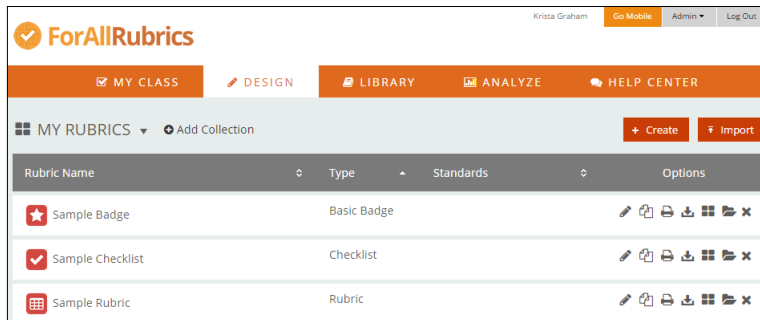 Krista Graham Go Mobile Admin Log Out
ForAllRubrics
MY CLASS DESIGN LIBRARY ANALYZE HELP CENTER
MY RUBRICS Add Collection + Create Import
Rubric Name Type Standards Options
Sample Badge Basic Badge
Sample Checklist Checklist
Sample Rubric Rubric